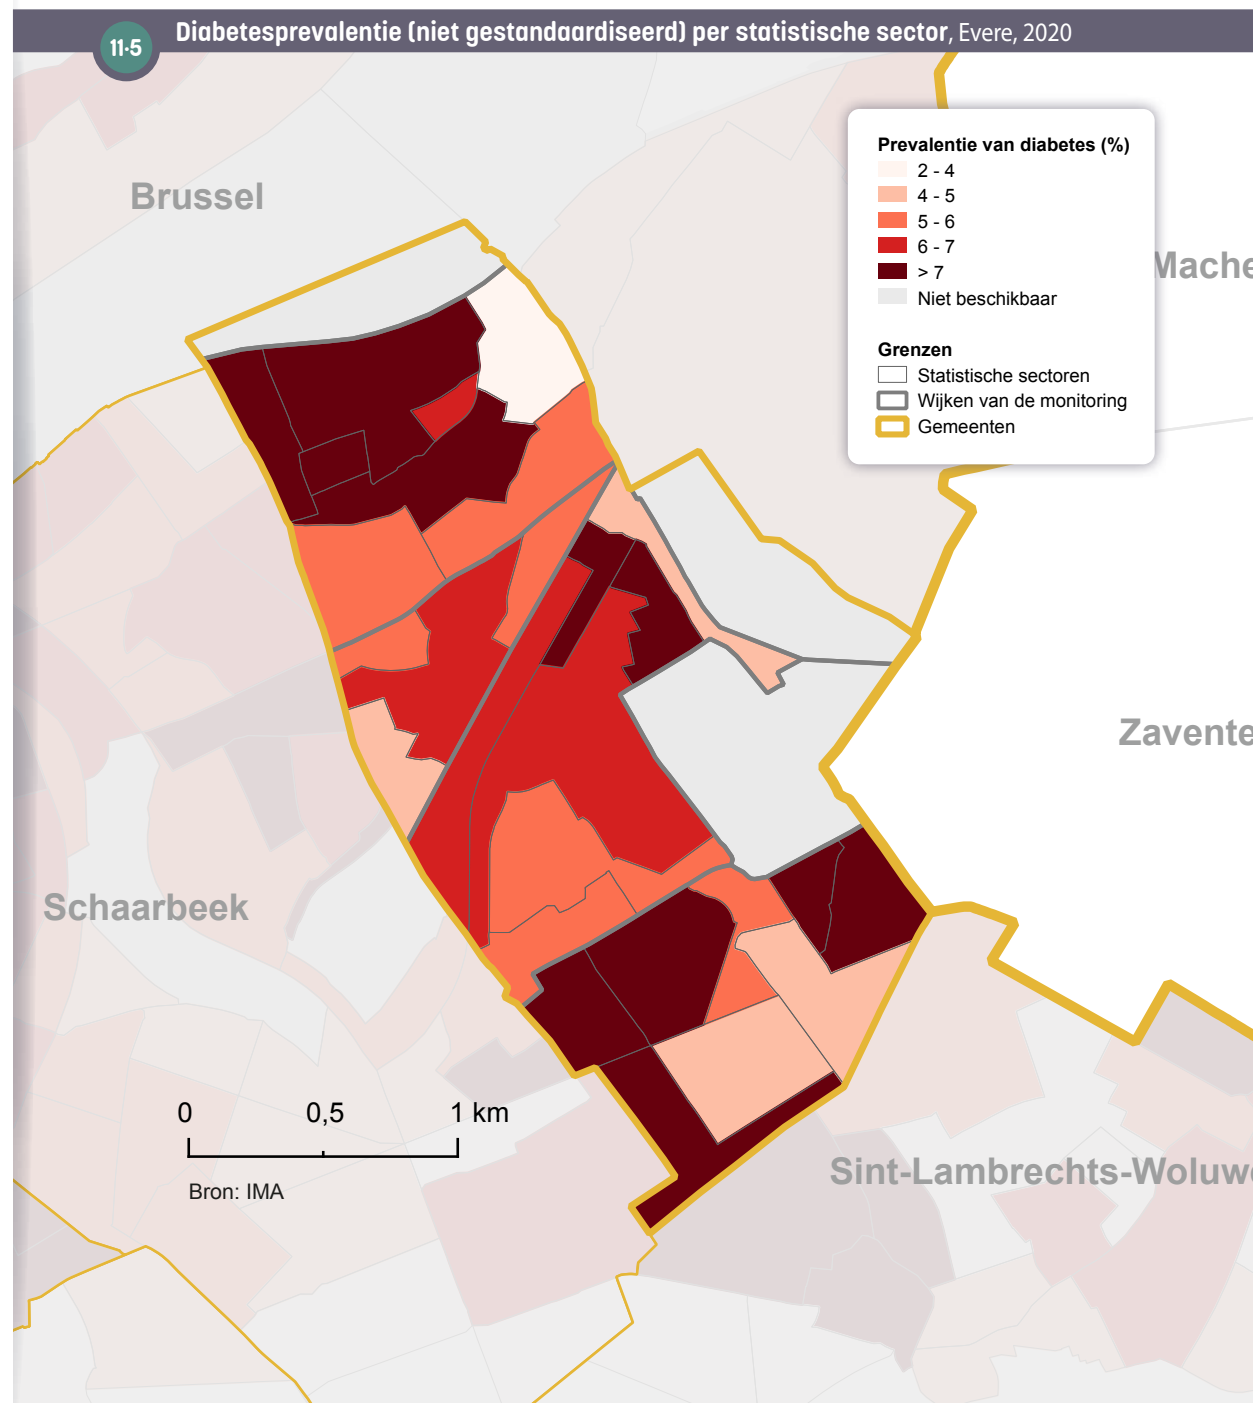 11·5
Diabetesprevalentie (niet gestandaardiseerd) per statistische sector, Evere, 2020
Prevalentie van diabetes (%)
2 - 4
4 - 5
5 - 6
6 - 7
> 7
Niet beschikbaar
Grenzen
Statistische sectoren
Wijken van de monitoring
Gemeenten
Brussel
Mache
Zavente
Schaarbeek
Sint-Lambrechts-Woluwe
0 0,5 1 km
Bron: IMA